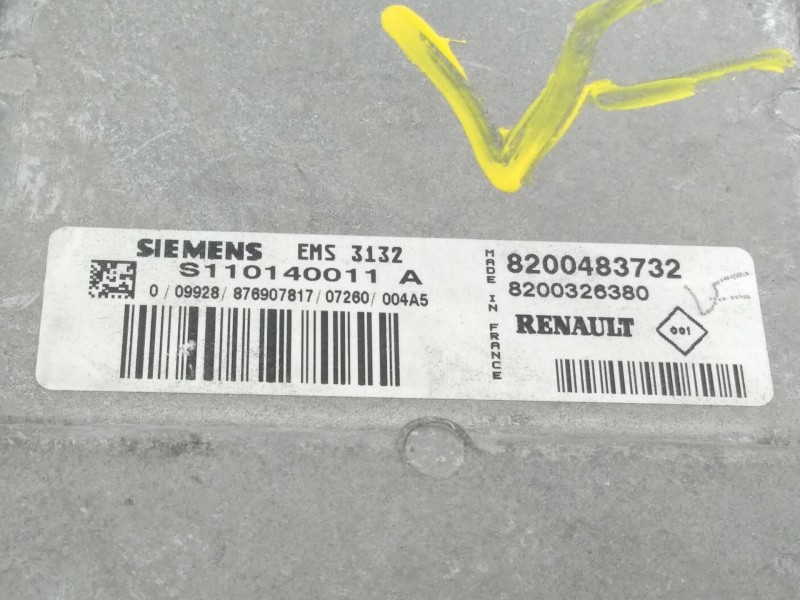 SIEMENS EMS 3132
S110140011 A
0 / 09928/ 876907817/ 07260/ 004A5
MADE IN FRANCE
8200483732
8200326380
RENAULT 001